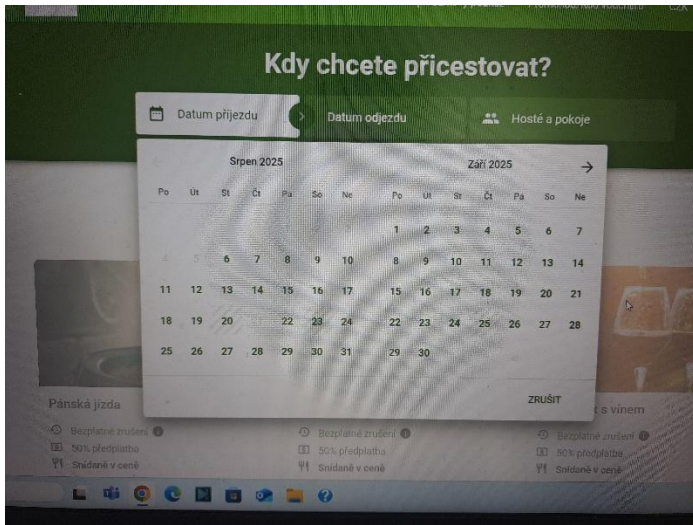 Kdy chcete přicestovat?
Datum příjezdu
Datum odjezdu
Hosté a pokoje
Srpen 2025
Září 2025
Po Út St Čt Pá So Ne
Po Út St Čt Pá So Ne
1 2 3 4 5 6 7
4 5 6 7 8 9 10
8 9 10 11 12 13 14
11 12 13 14 15 16 17
15 16 17 18 19 20 21
18 19 20 22 23 24
22 23 24 25 26 27 28
25 26 27 28 29 30 31
29 30
ZRUŠIT
Pánská jízda
s vínem
Bezplatné zrušení
50% předplatba
Snídaně v ceně
Bezplatné zrušení
50% předplatba
Snídaně v ceně
Bezplatné zrušení
50% předplatba
Snídaně v ceně